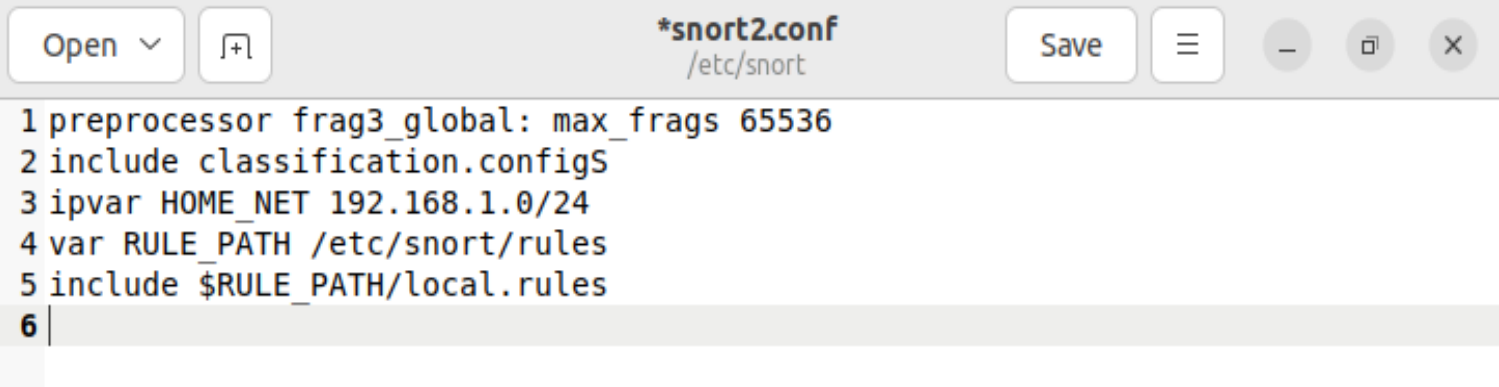 Open
*snort2.conf
/etc/snort
Save
1 preprocessor frag3_global: max_frags 65536
2 include classification.configS
3 ipvar HOME_NET 192.168.1.0/24
4 var RULE_PATH /etc/snort/rules
5 include $RULE_PATH/local.rules
6